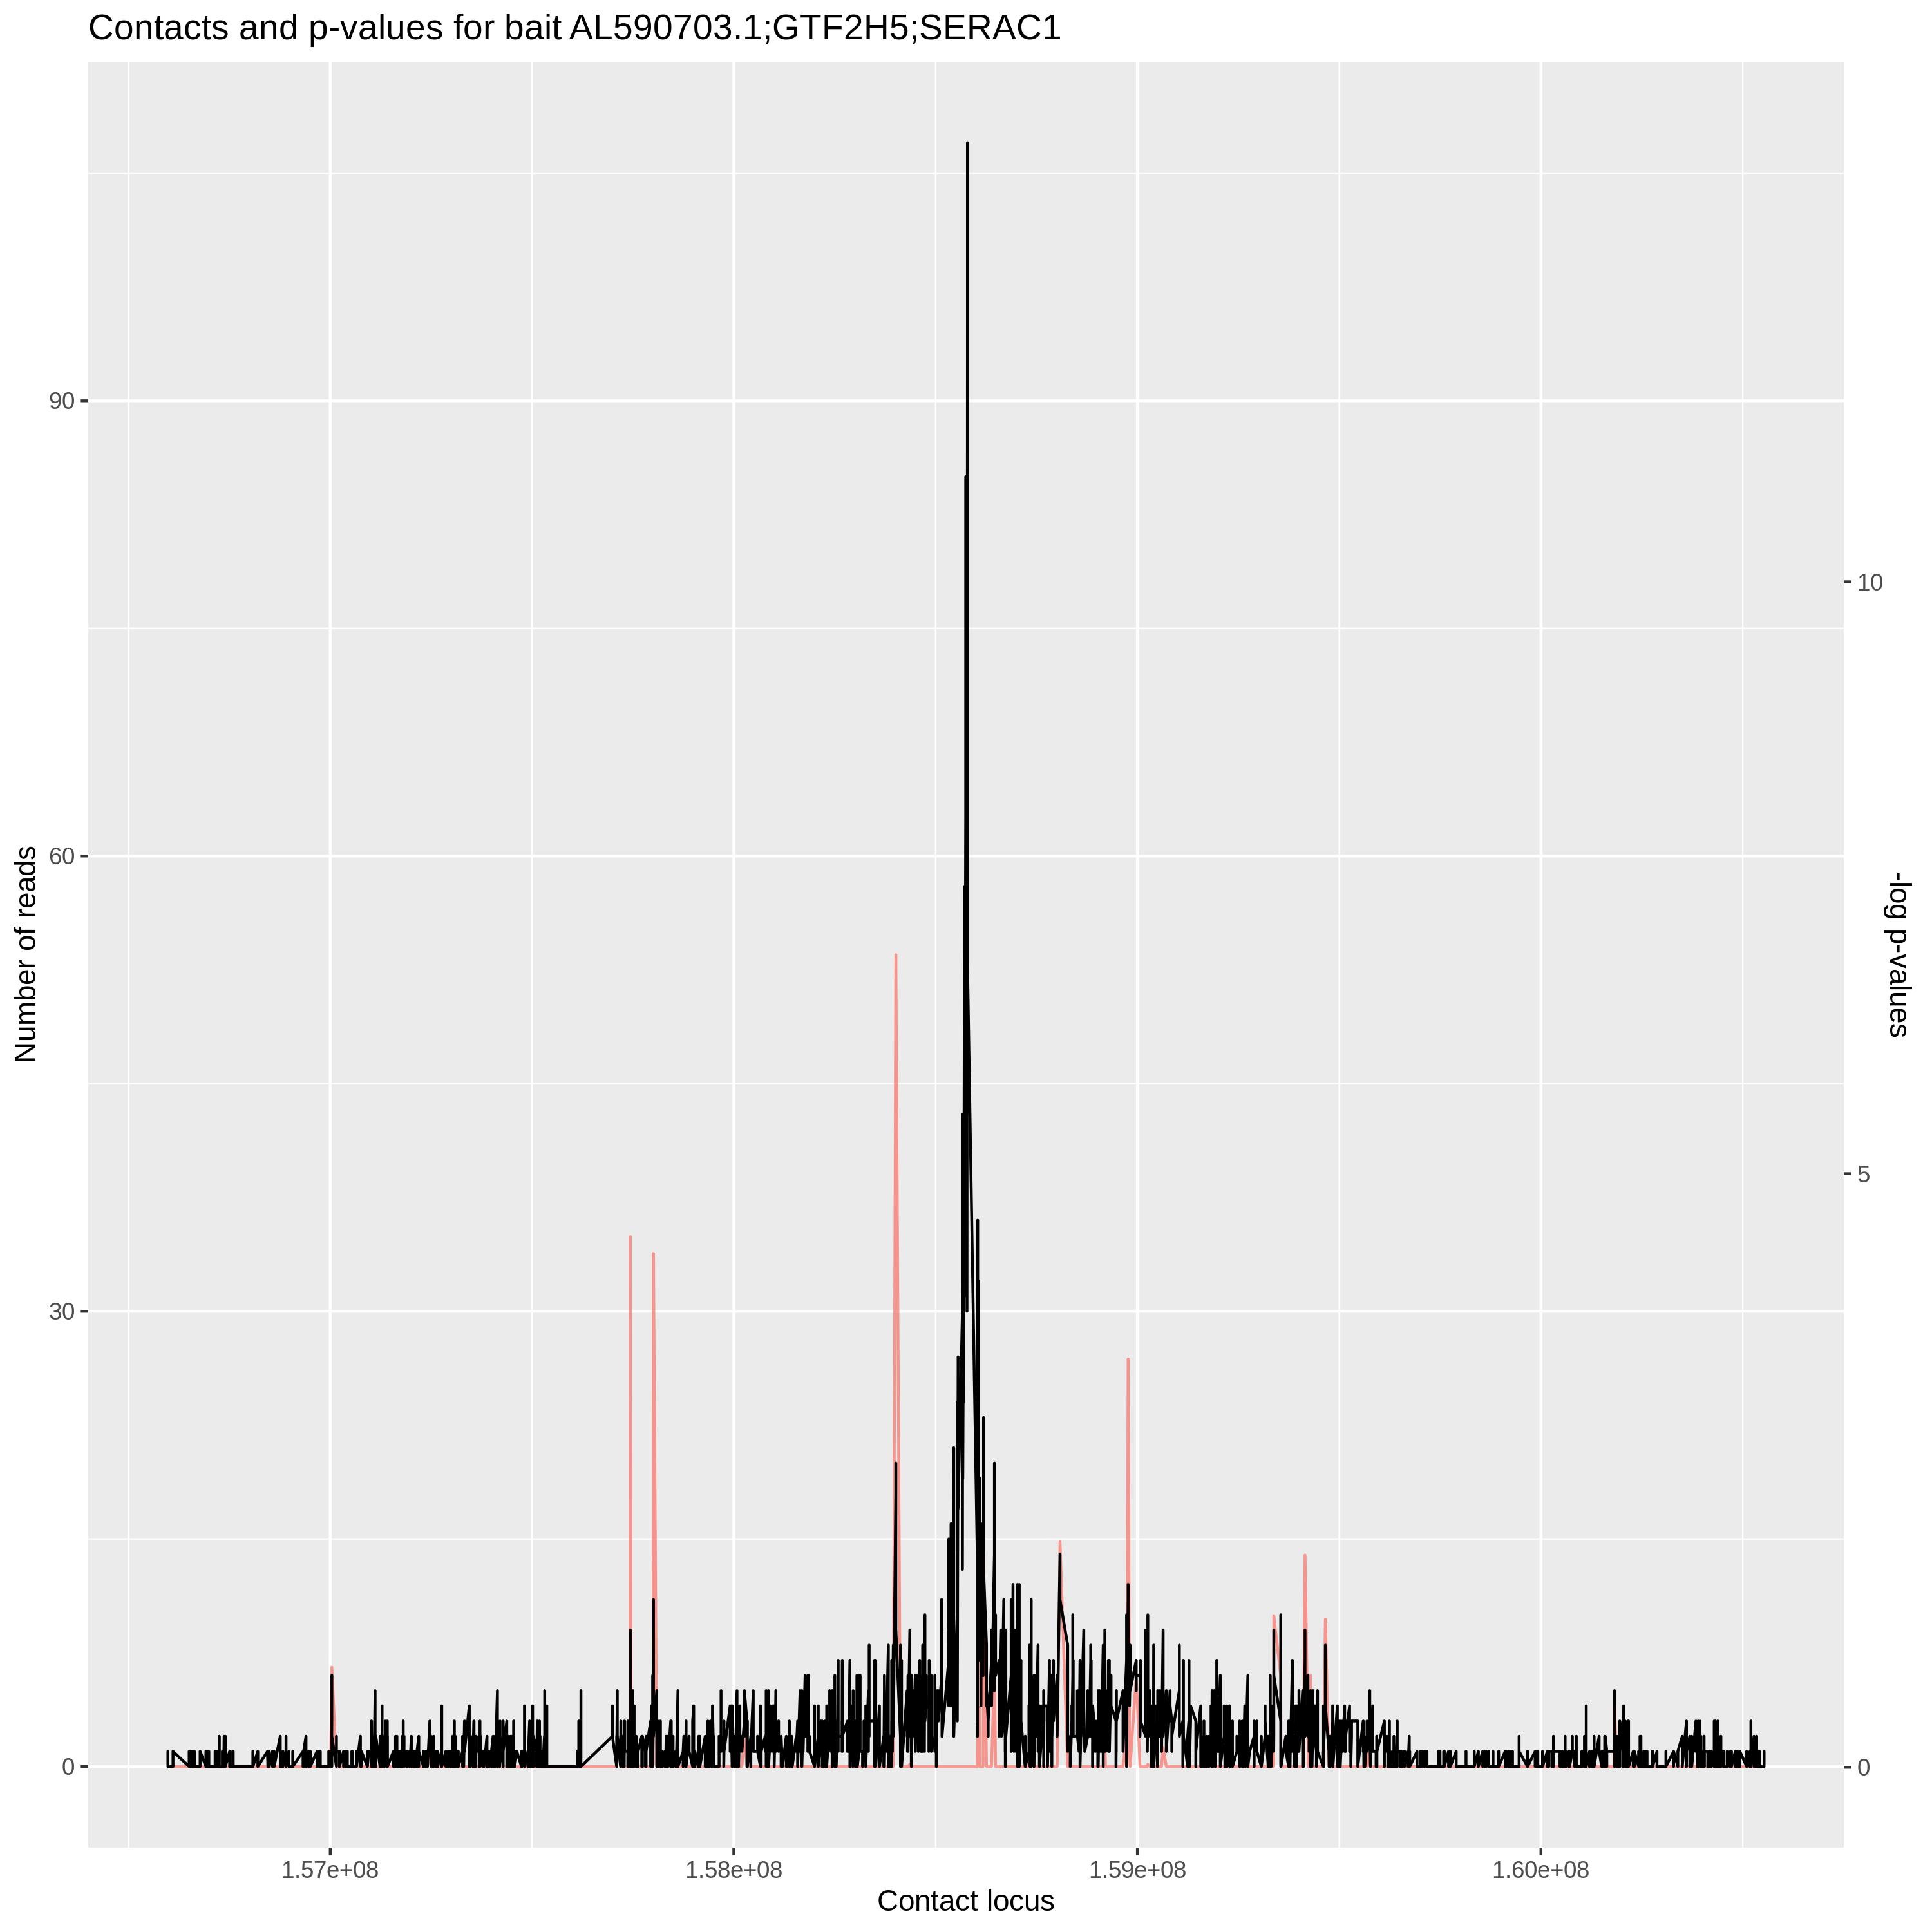 Contacts and p-values for bait AL590703.1;GTF2H5;SERAC1
Number of reads
90
60
30
0
10
5
0
-log p-values
1.57e+08
1.58e+08
1.59e+08
1.60e+08
Contact locus